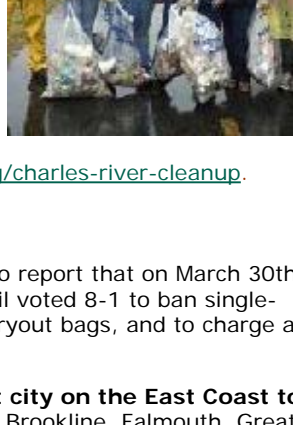 g/charles-river-cleanup.
o report that on March 30th
il voted 8-1 to ban single-
ryout bags, and to charge a
t city on the East Coast to
Brookline, Falmouth, Great